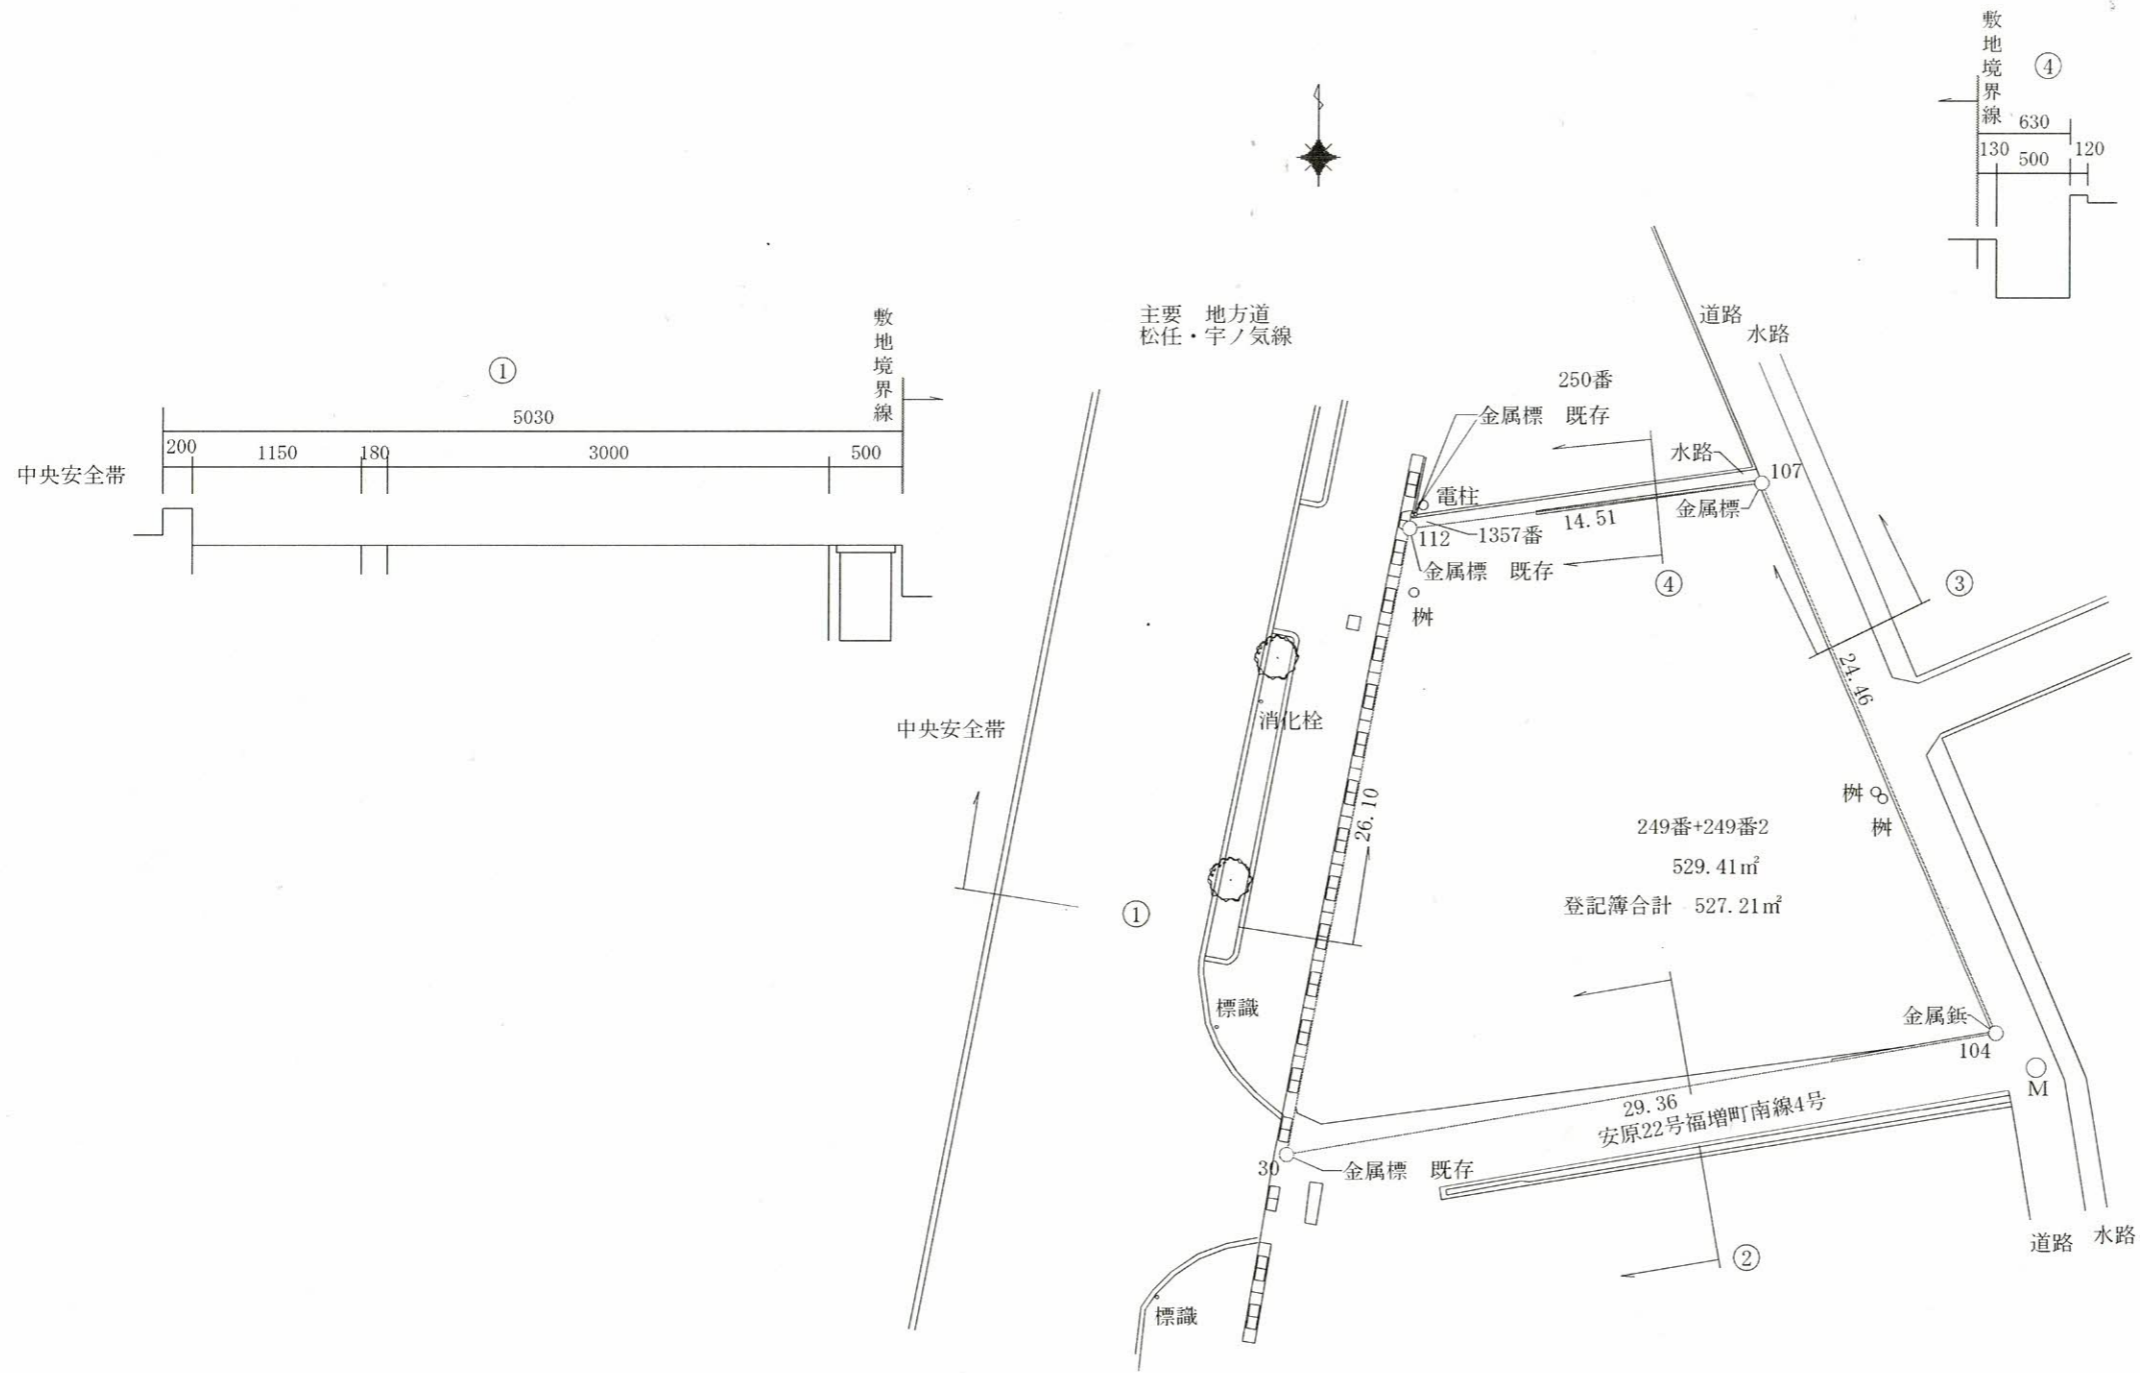 敷地境界線
④
630
130
500
120
主要　地方道
松任・宇ノ気線
道路
水路
①
敷地境界線
5030
200
1150
180
3000
500
中央安全帯
250番
金属標　既存
水路
107
電柱
金属標
14.51
112
1357番
金属標　既存
④
③
桝
24.46
消化栓
中央安全帯
26.10
桝
桝
249番+249番2
529.41㎡
登記簿合計　527.21㎡
①
標識
金属鋲
104
M
29.36
安原22号福増町南線4号
30
金属標　既存
道路
水路
②
標識